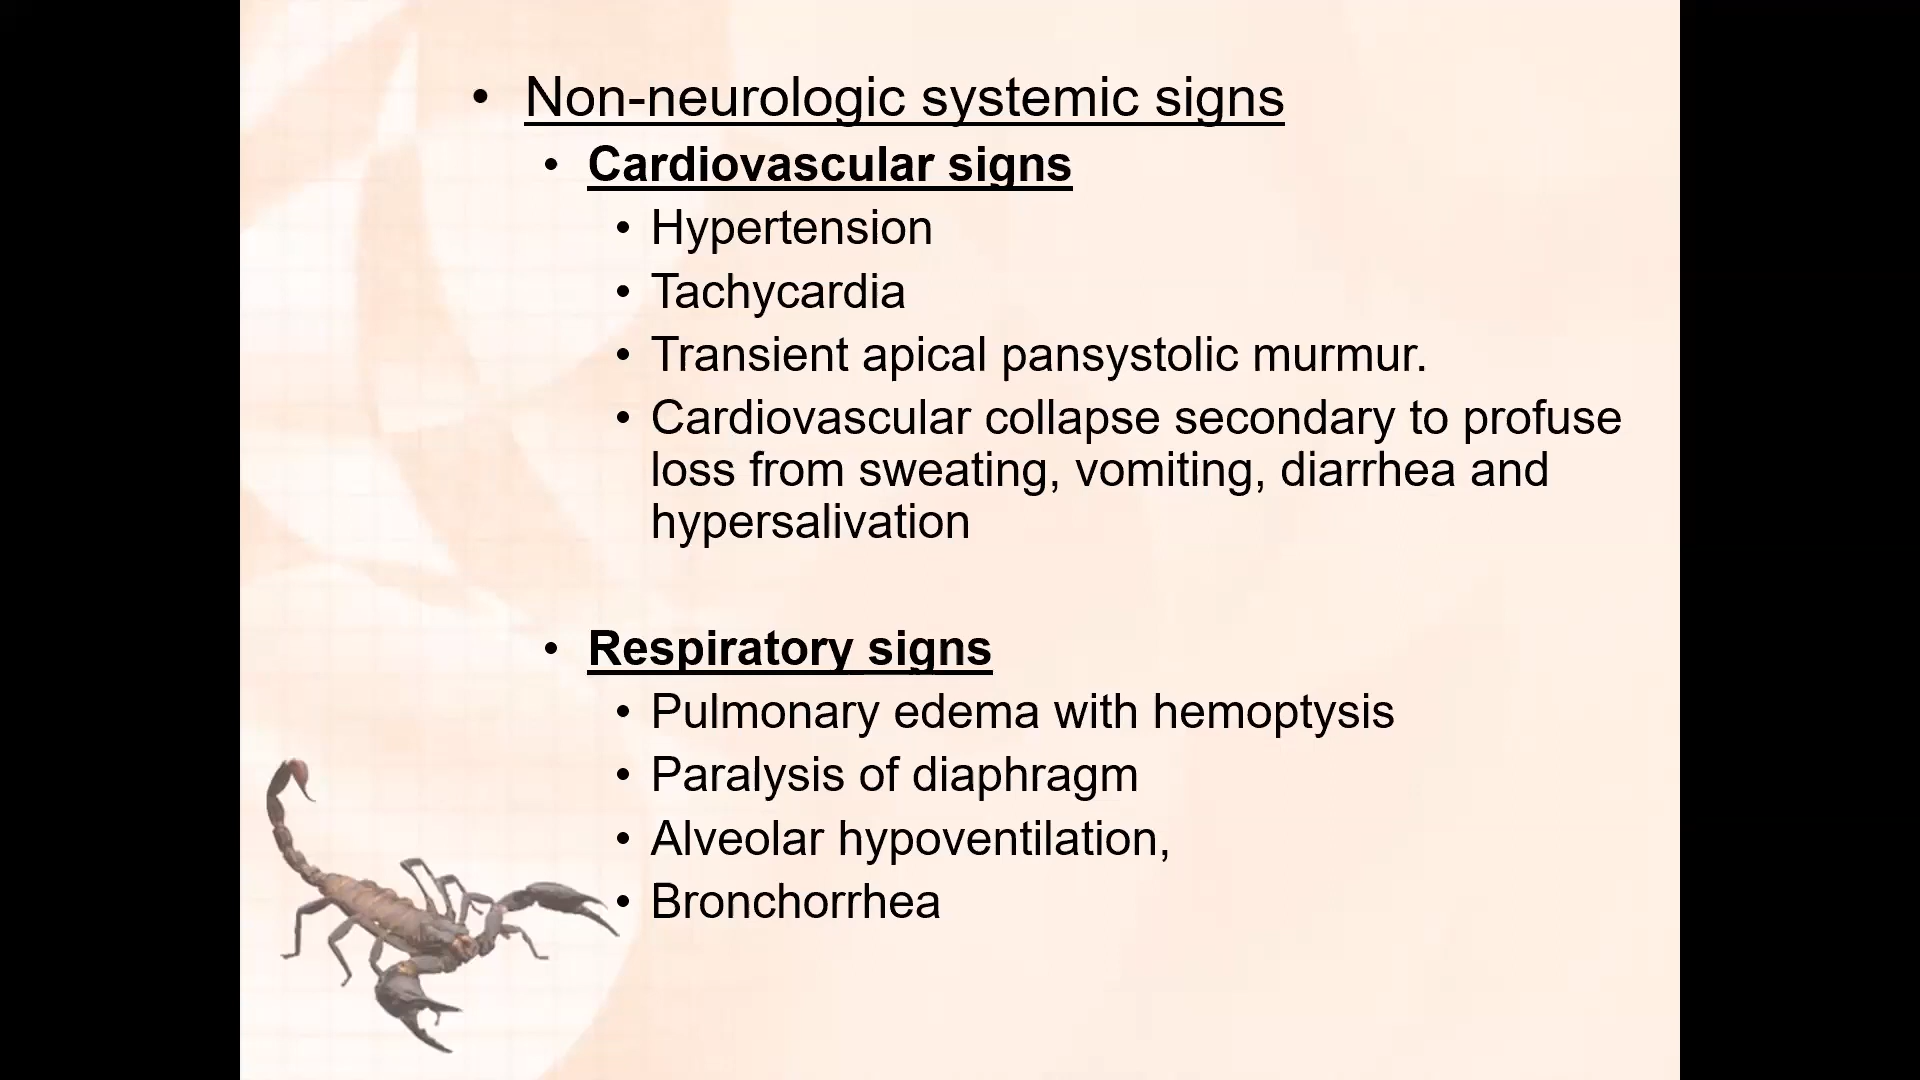 • Non-neurologic systemic signs
• Cardiovascular signs
• Hypertension
• Tachycardia
• Transient apical pansystolic murmur.
• Cardiovascular collapse secondary to profuse
loss from sweating, vomiting, diarrhea and
hypersalivation
• Respiratory signs
• Pulmonary edema with hemoptysis
• Paralysis of diaphragm
• Alveolar hypoventilation,
• Bronchorrhea